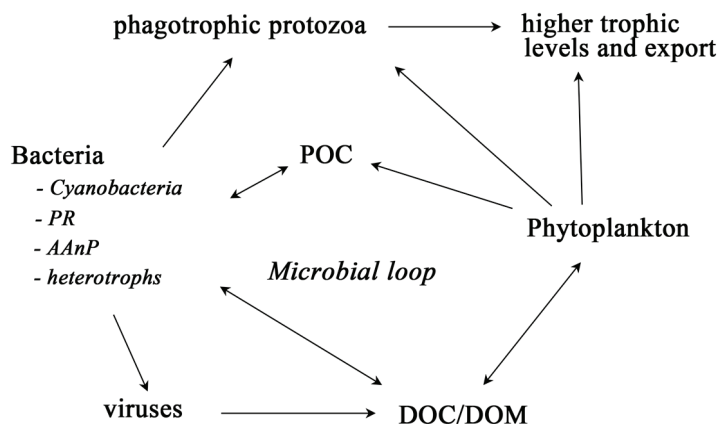 phagotrophic protozoa
higher trophic
levels and export
Bacteria
- Cyanobacteria
- PR
- AAnP
- heterotrophs
POC
Phytoplankton
Microbial loop
viruses
DOC/DOM